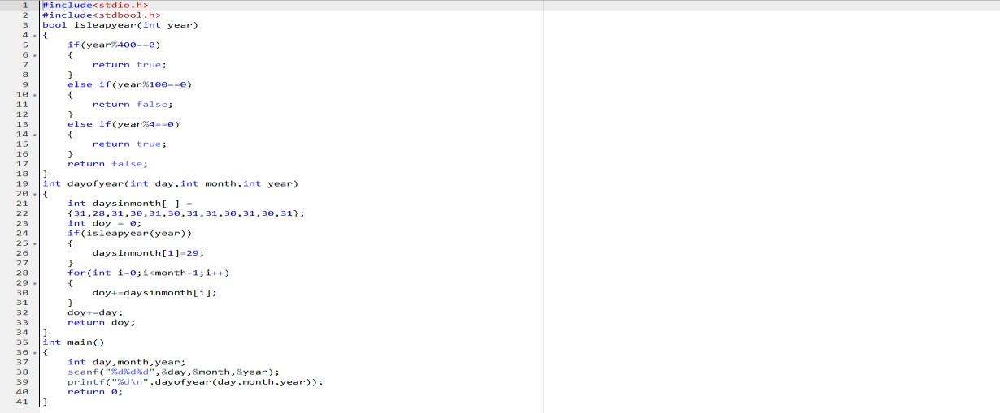 1 #include<stdio.h>
2 #include<stdbool.h>
3 bool isleapyear(int year)
4 {
5 if(year%400==0)
6 {
7 return true;
8 }
9 else if(year%100==0)
10 {
11 return false;
12 }
13 else if(year%4==0)
14 {
15 return true;
16 }
17 return false;
18 }
19 int dayofyear(int day,int month,int year)
20 {
21 int daysinmonth[ ] =
22 {31,28,31,30,31,30,31,31,30,31,30,31};
23 int doy = 0;
24 if(isleapyear(year))
25 {
26 daysinmonth[1]=29;
27 }
28 for(int i=0;i<month-1;i++)
29 {
30 doy+=daysinmonth[i];
31 }
32 doy+=day;
33 return doy;
34 }
35 int main()
36 {
37 int day,month,year;
38 scanf("%d%d%d",&day,&month,&year);
39 printf("%d\n",dayofyear(day,month,year));
40 return 0;
41 }